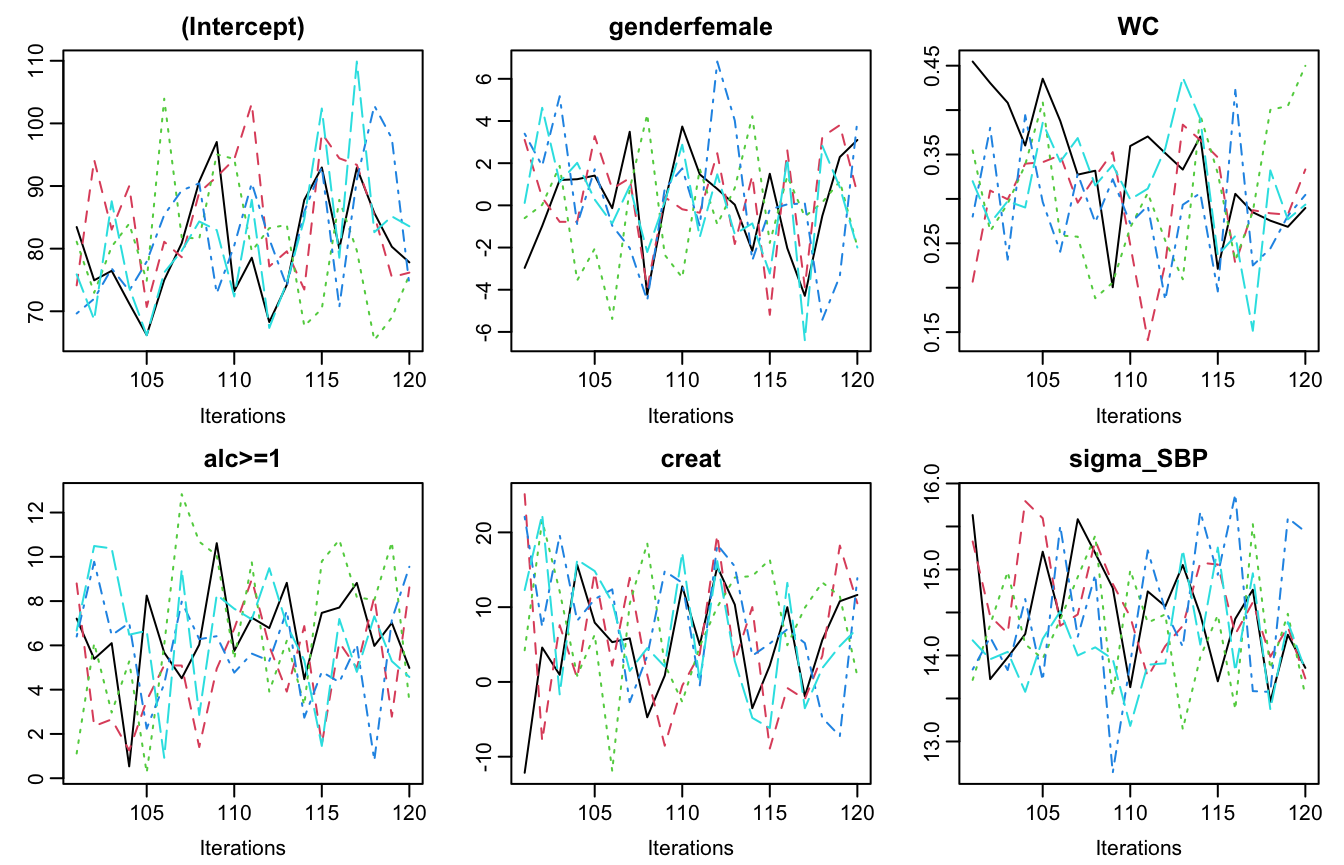 (Intercept)
110
100
90
80
70
105 110 115 120
Iterations
genderfemale
6
4
2
0
-2
-4
-6
105 110 115 120
Iterations
WC
0.45
0.35
0.25
0.15
105 110 115 120
Iterations
alc>=1
12
10
8
6
4
2
0
105 110 115 120
Iterations
creat
20
10
0
-10
105 110 115 120
Iterations
sigma_SBP
16.0
15.0
14.0
13.0
105 110 115 120
Iterations